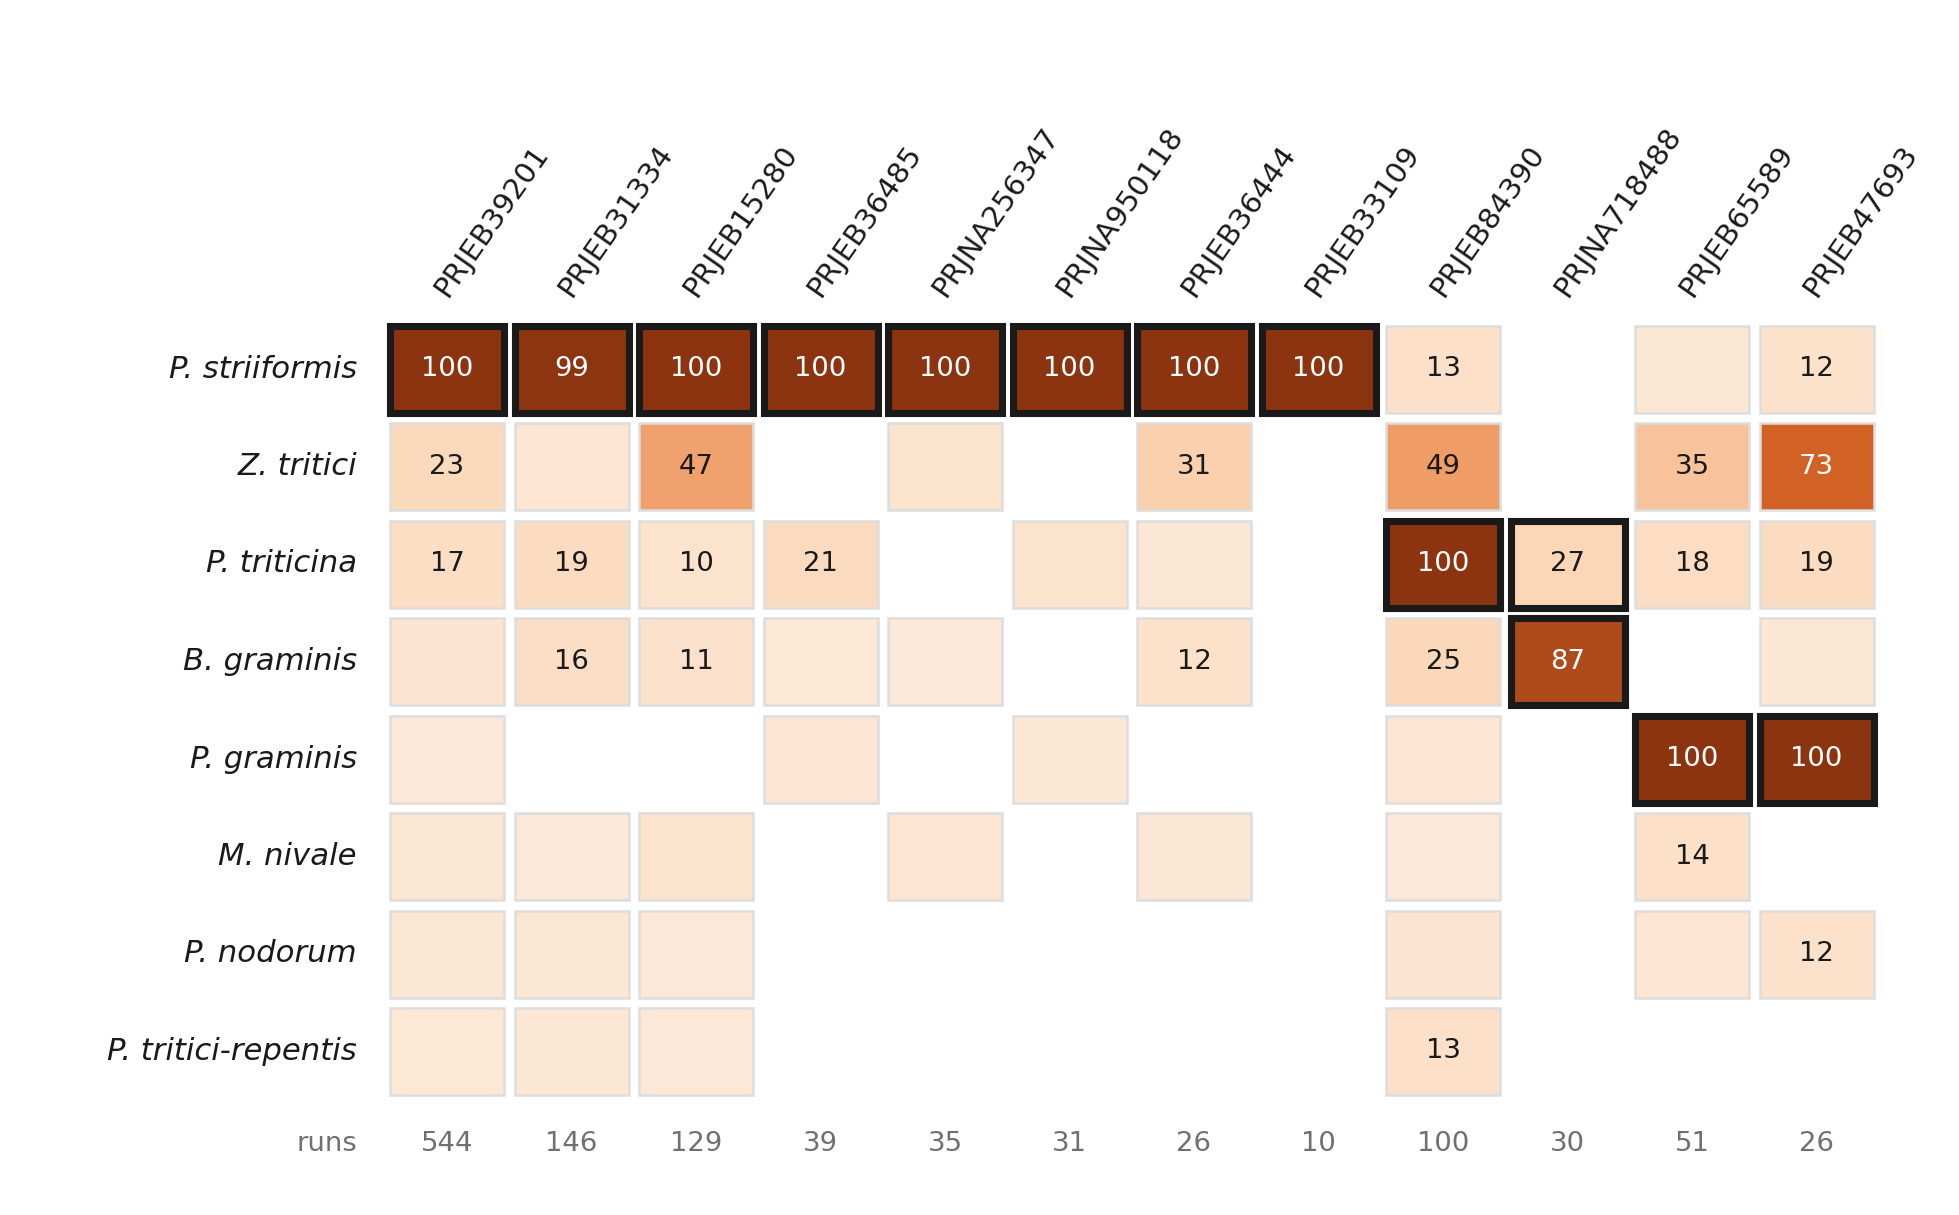 PRJEB39201 PRJEB31334 PRJEB15280 PRJEB36485 PRJNA256347 PRJNA950118 PRJEB36444 PRJEB33109 PRJEB84390 PRJNA718488 PRJEB65589 PRJEB47693
P. striiformis 100 99 100 100 100 100 100 100 13 12
Z. tritici 23 47 31 49 35 73
P. triticina 17 19 10 21 100 27 18 19
B. graminis 16 11 12 25 87
P. graminis 100 100
M. nivale 14
P. nodorum 12
P. tritici-repentis 13
runs 544 146 129 39 35 31 26 10 100 30 51 26